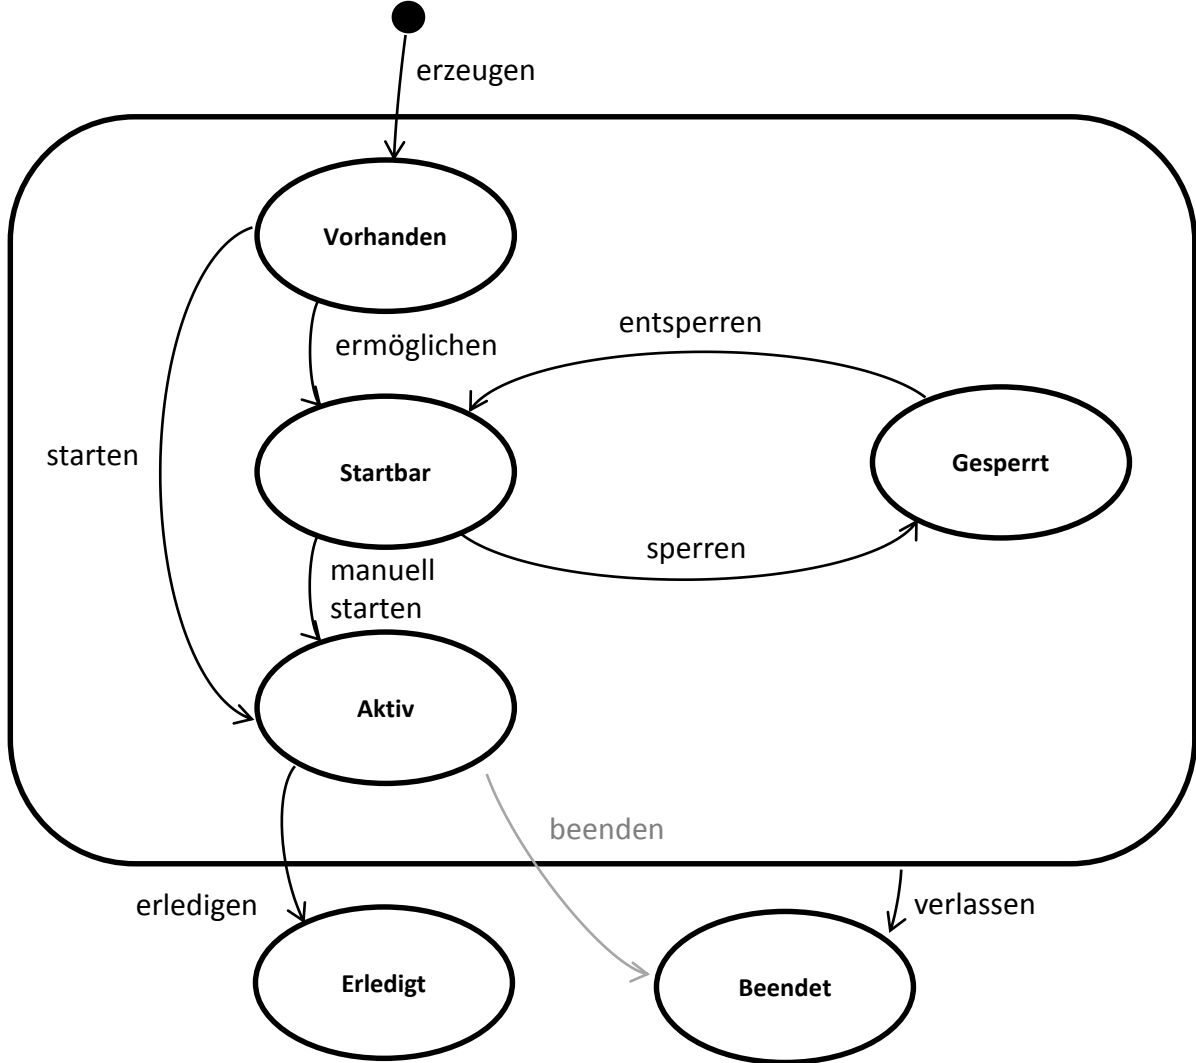 erzeugen
Vorhanden
entsperren
ermöglichen
starten
Startbar
Gesperrt
sperren
manuell
starten
Aktiv
beenden
erledigen
verlassen
Erledigt
Beendet